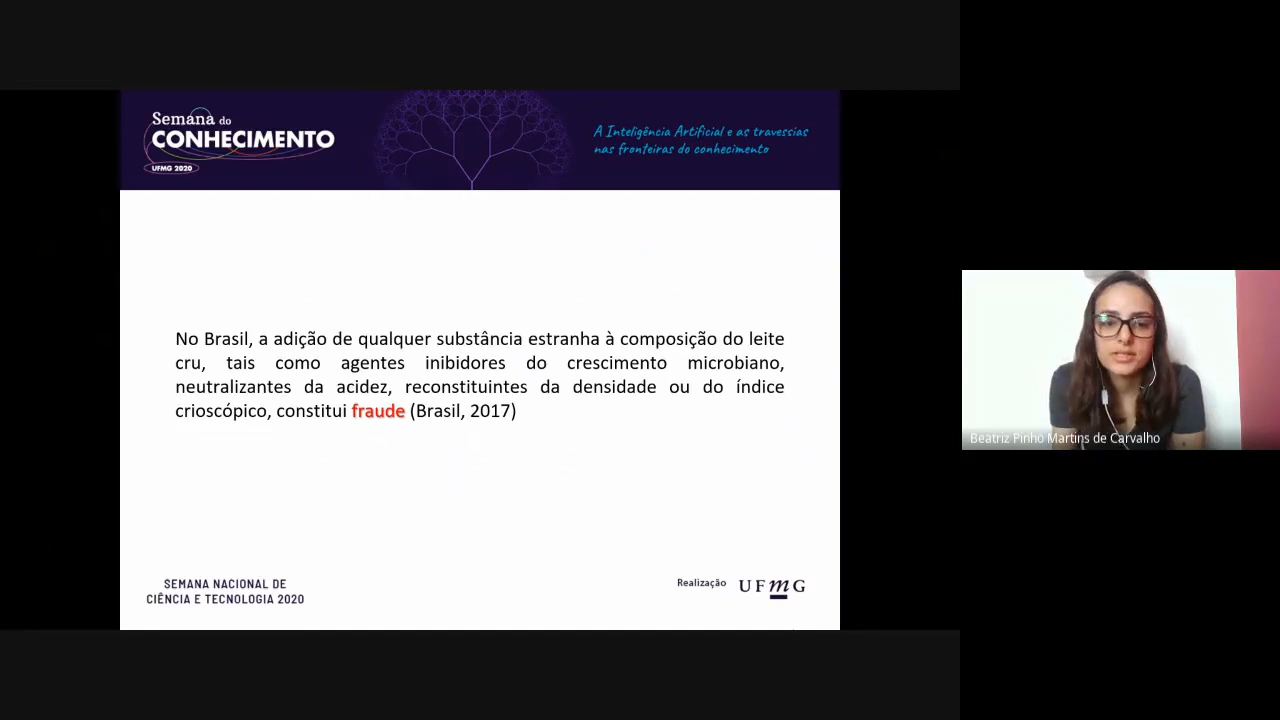 Semana do
CONHECIMENTO
UFMG 2020
A Inteligência Artificial e as travessias
nas fronteiras do conhecimento
No Brasil, a adição de qualquer substância estranha à composição do leite
cru, tais como agentes inibidores do crescimento microbiano,
neutralizantes da acidez, reconstituintes da densidade ou do índice
crioscópico, constitui fraude (Brasil, 2017)
Beatriz Pinho Martins de Carvalho
SEMANA NACIONAL DE
CIÊNCIA E TECNOLOGIA 2020
Realização
UFMG